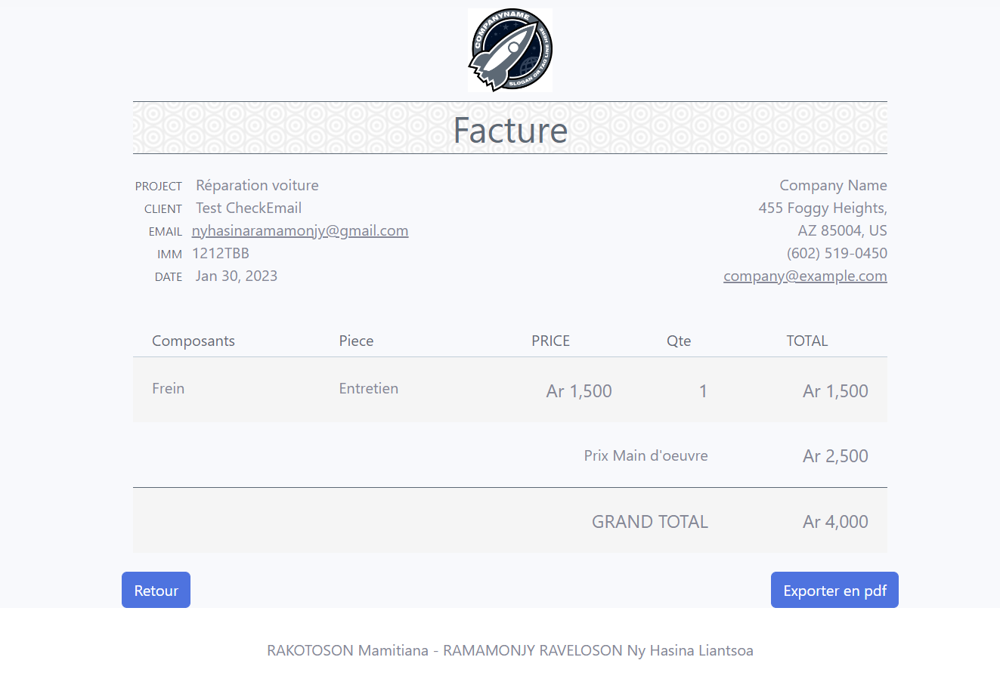 COMPANYNAME
SLOGAN OR TAG LINE HERE
Facture
PROJECT Réparation voiture
CLIENT Test CheckEmail
EMAIL nyhasinaramamonjy@gmail.com
IMM 1212TBB
DATE Jan 30, 2023
Company Name
455 Foggy Heights,
AZ 85004, US
(602) 519-0450
company@example.com
Composants Piece PRICE Qte TOTAL
Frein Entretien Ar 1,500 1 Ar 1,500
Prix Main d'oeuvre Ar 2,500
GRAND TOTAL Ar 4,000
Retour Exporter en pdf
RAKOTOSON Mamitiana - RAMAMONJY RAVELOSON Ny Hasina Liantsoa